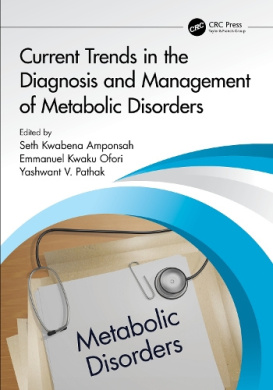 CRC
CRC Press
Taylor & Francis Group
Current Trends in the
Diagnosis and Management
of Metabolic Disorders
Edited by
Seth Kwabena Amponsah
Emmanuel Kwaku Ofori
Yashwant V. Pathak
Metabolic
Disorders